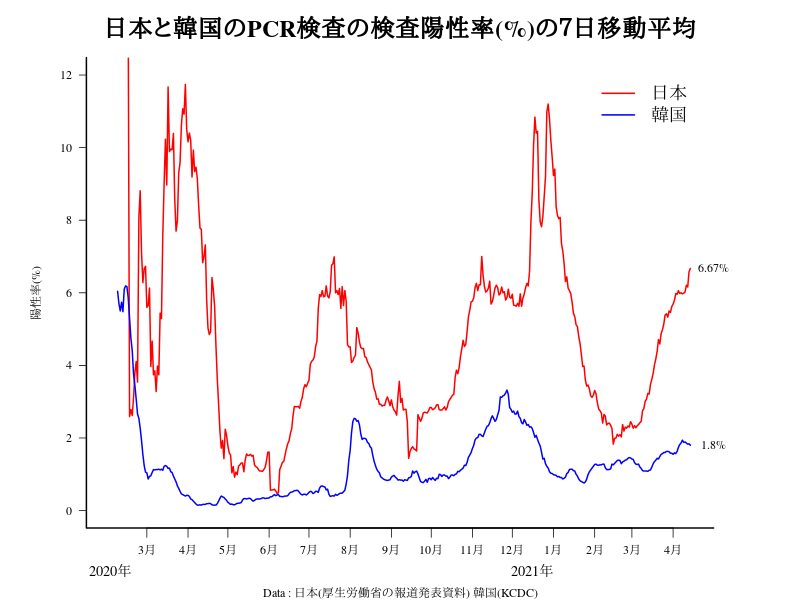 日本と韓国のPCR検査の検査陽性率(%)の7日移動平均
日本
韓国
陽性率(%)
12
10
8
6
4
2
0
6.67%
1.8%
3月 4月 5月 6月 7月 8月 9月 10月 11月 12月 1月 2月 3月 4月
2020年 2021年
Data : 日本(厚生労働省の報道発表資料) 韓国(KCDC)